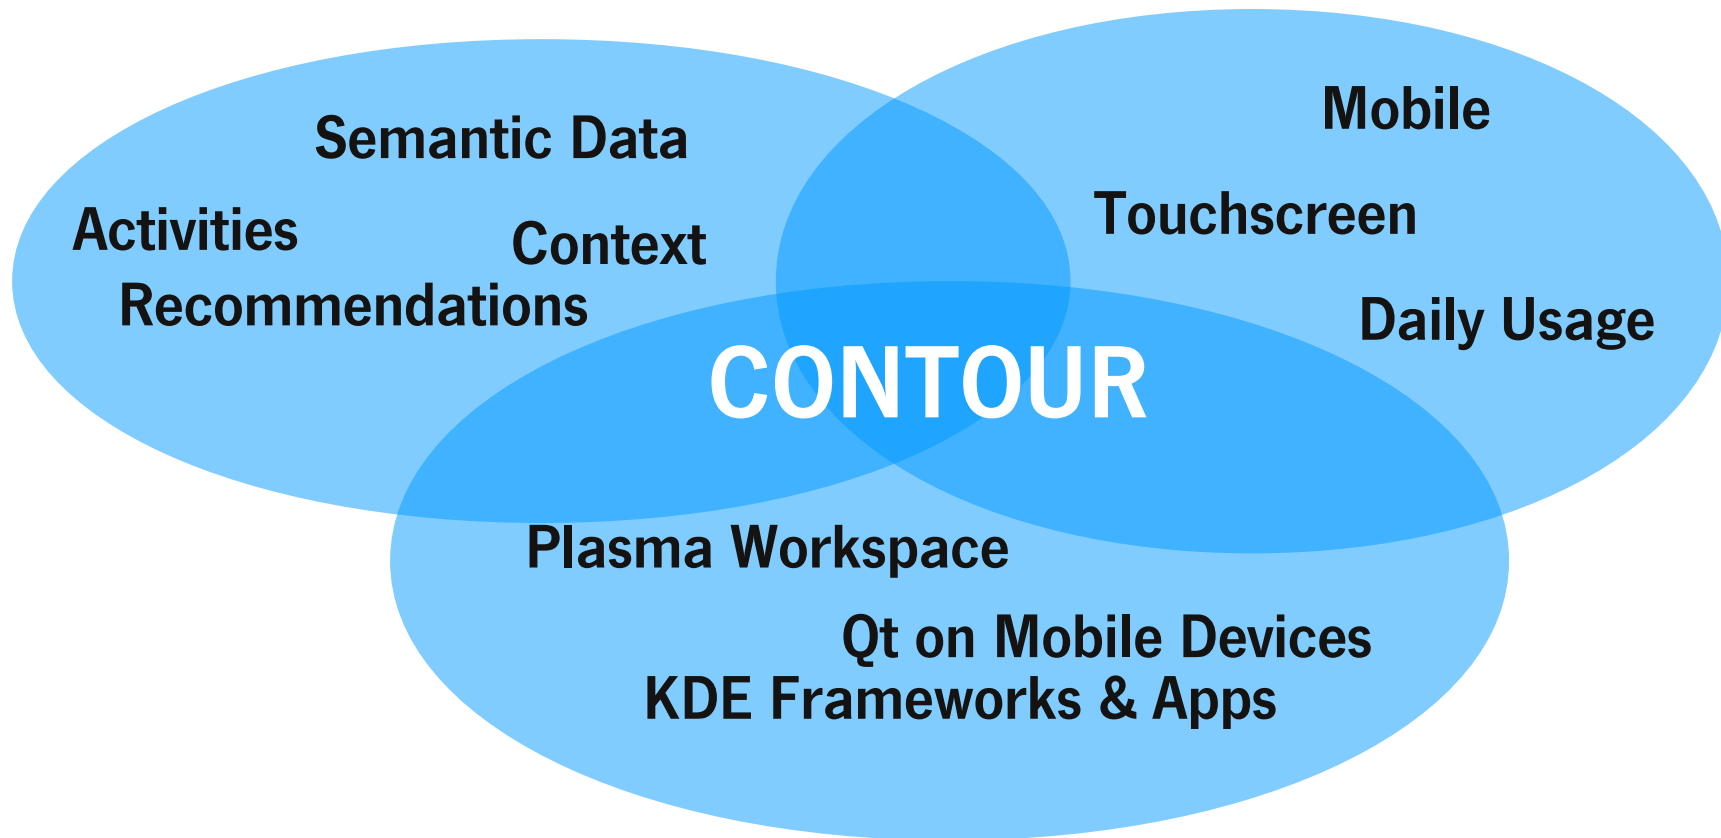 Semantic Data
Activities
Context
Recommendations
Mobile
Touchscreen
Daily Usage
CONTOUR
Plasma Workspace
Qt on Mobile Devices
KDE Frameworks & Apps